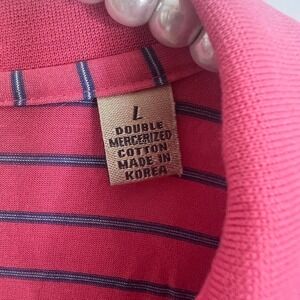 L
DOUBLE
MERCERIZED
COTTON
MADE IN
KOREA